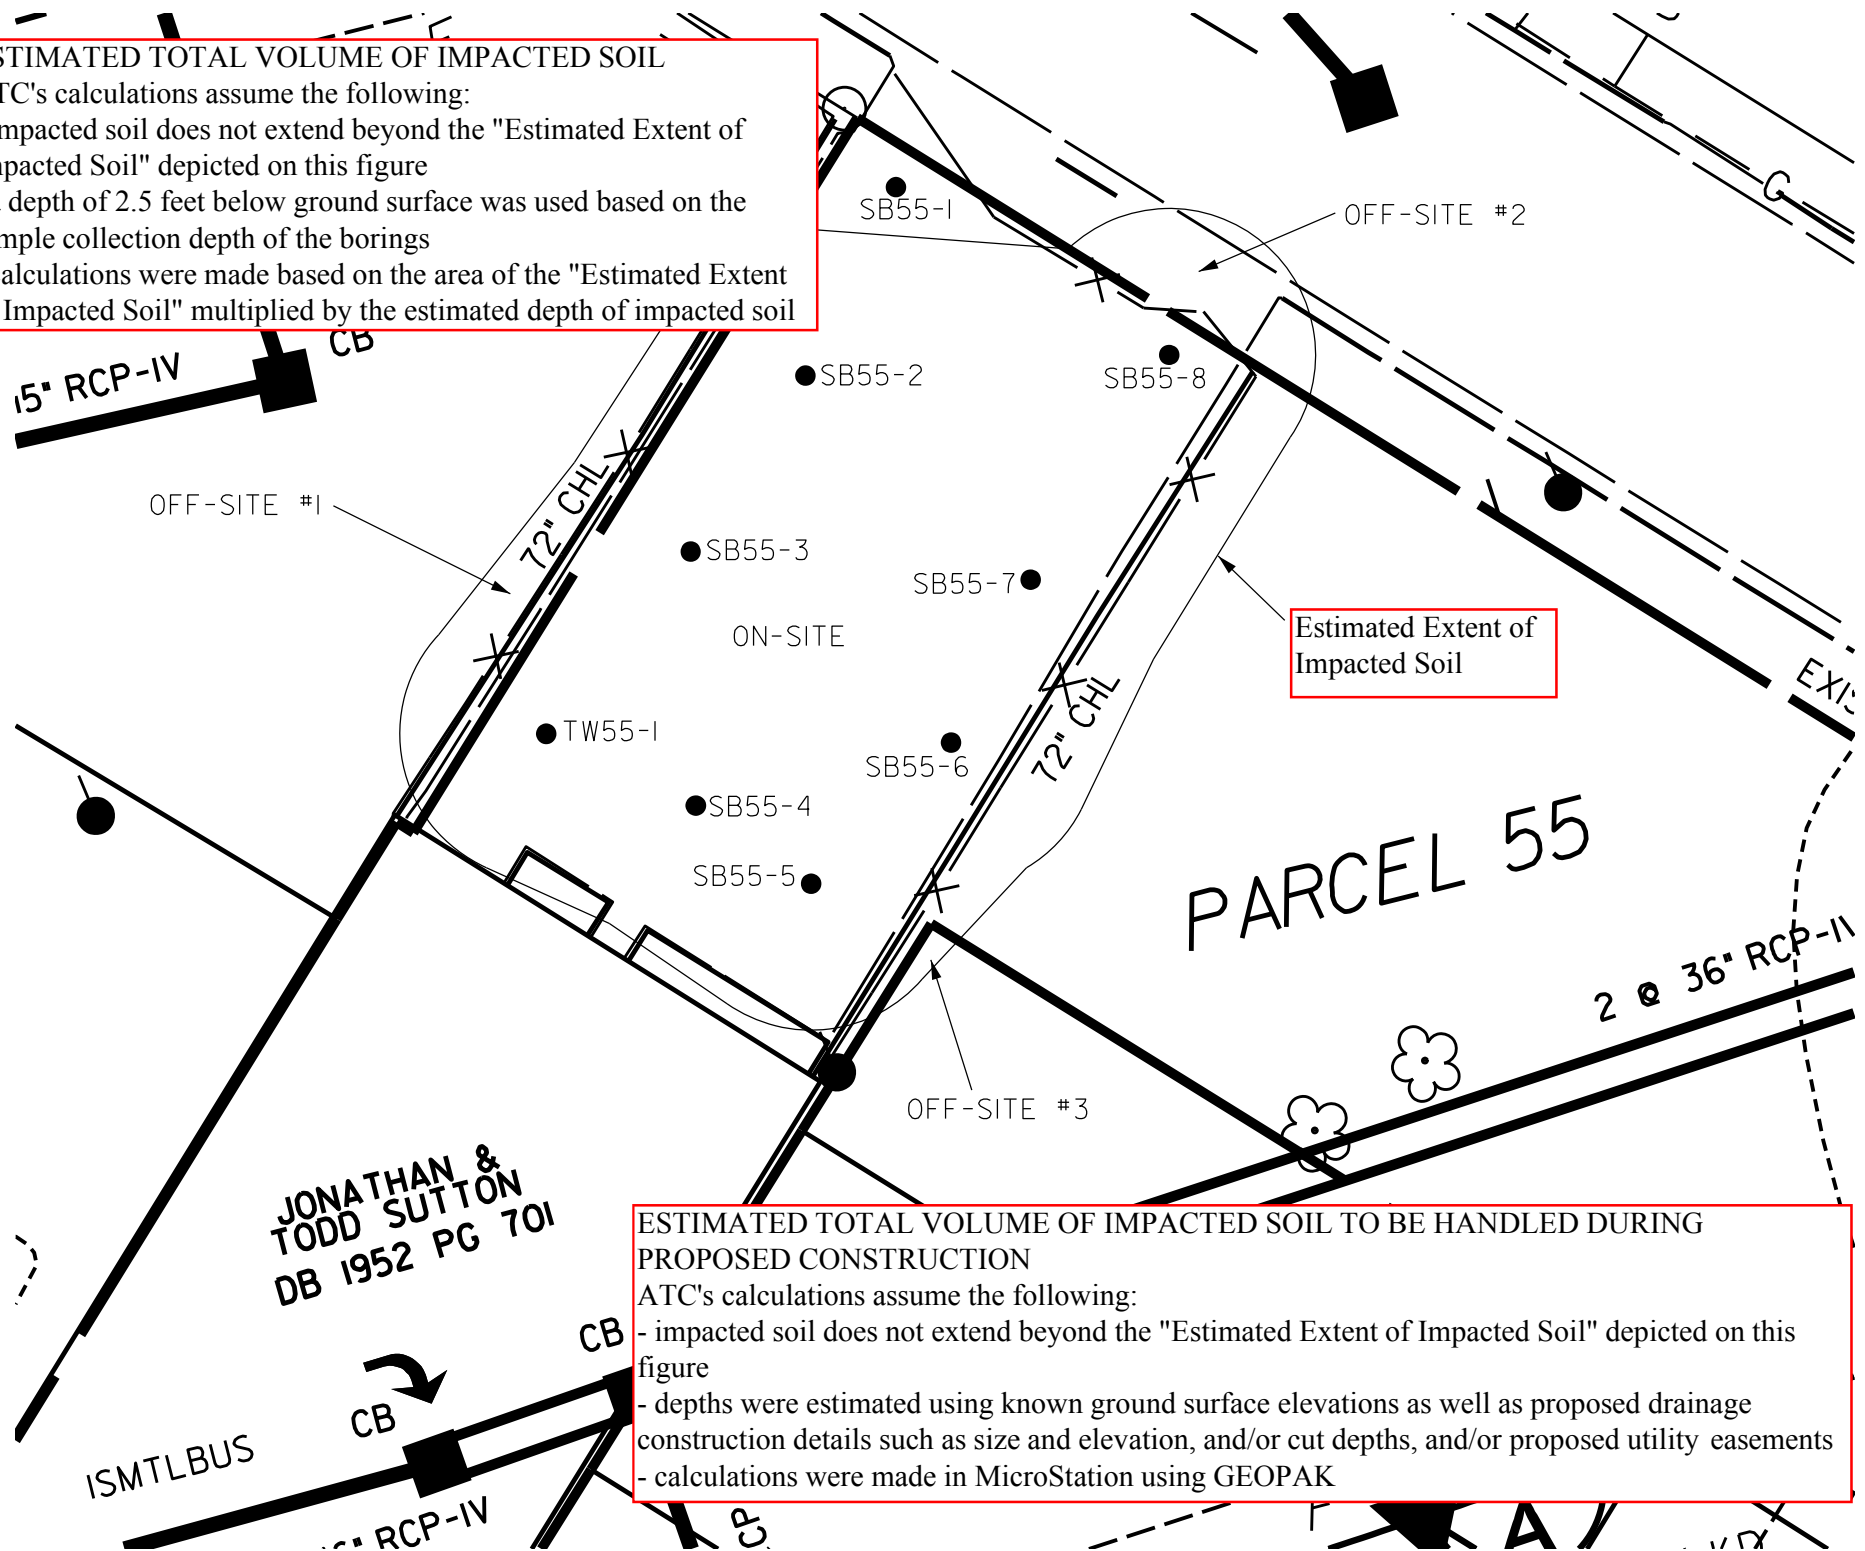 STIMATED TOTAL VOLUME OF IMPACTED SOIL
TC's calculations assume the following:
mpacted soil does not extend beyond the "Estimated Extent of
pacted Soil" depicted on this figure
depth of 2.5 feet below ground surface was used based on the
mple collection depth of the borings
alculations were made based on the area of the "Estimated Extent
Impacted Soil" multiplied by the estimated depth of impacted soil
SB55-1
OFF-SITE #2
G
CB
15" RCP-IV
SB55-2
SB55-8
OFF-SITE #1
72" CHL
SB55-3
SB55-7
ON-SITE
Estimated Extent of
Impacted Soil
EXIS
TW55-1
SB55-6
72" CHL
SB55-4
SB55-5
PARCEL 55
2 @ 36" RCP-IV
OFF-SITE #3
JONATHAN &
TODD SUTTON
DB 1952 PG 701
ESTIMATED TOTAL VOLUME OF IMPACTED SOIL TO BE HANDLED DURING
PROPOSED CONSTRUCTION
ATC's calculations assume the following:
- impacted soil does not extend beyond the "Estimated Extent of Impacted Soil" depicted on this
figure
- depths were estimated using known ground surface elevations as well as proposed drainage
construction details such as size and elevation, and/or cut depths, and/or proposed utility easements
- calculations were made in MicroStation using GEOPAK
CB
CB
ISMTLBUS
RCP-IV
CP